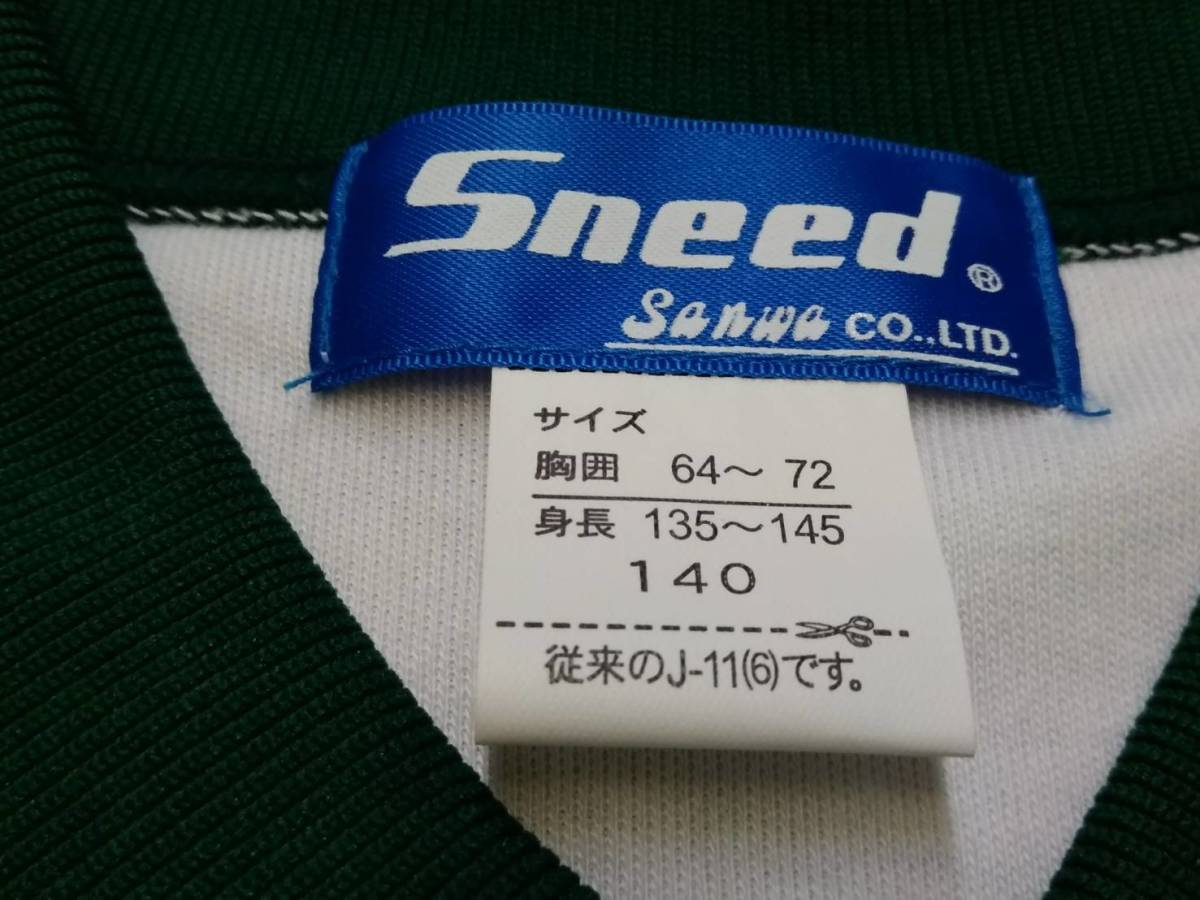 Sneed ®
Sanwa CO.,LTD.
サイズ
胸囲 64～ 72
身長 135～145
140
従来のJ-11(6)です。